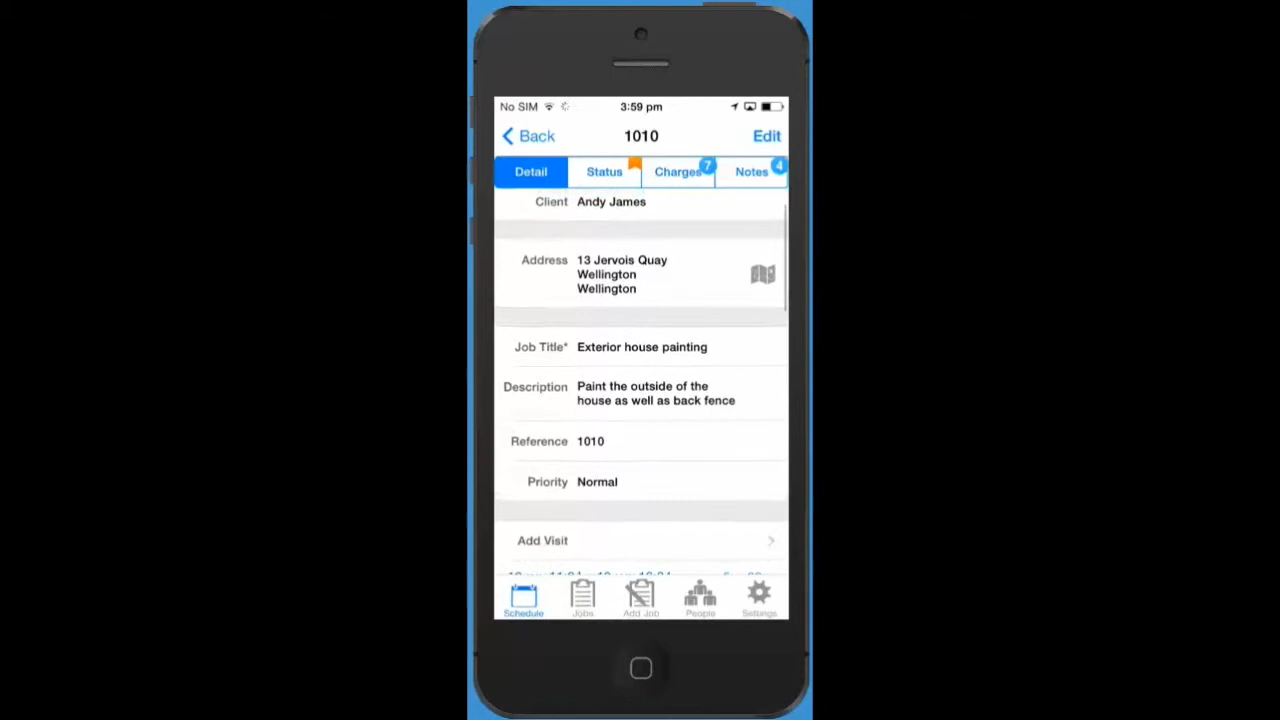 No SIM 3:59 pm
Back 1010 Edit
Detail Status Charges 7 Notes 4
Client Andy James
Address 13 Jervois Quay
Wellington
Wellington
Job Title* Exterior house painting
Description Paint the outside of the
house as well as back fence
Reference 1010
Priority Normal
Add Visit
Schedule Jobs Add Job People Settings